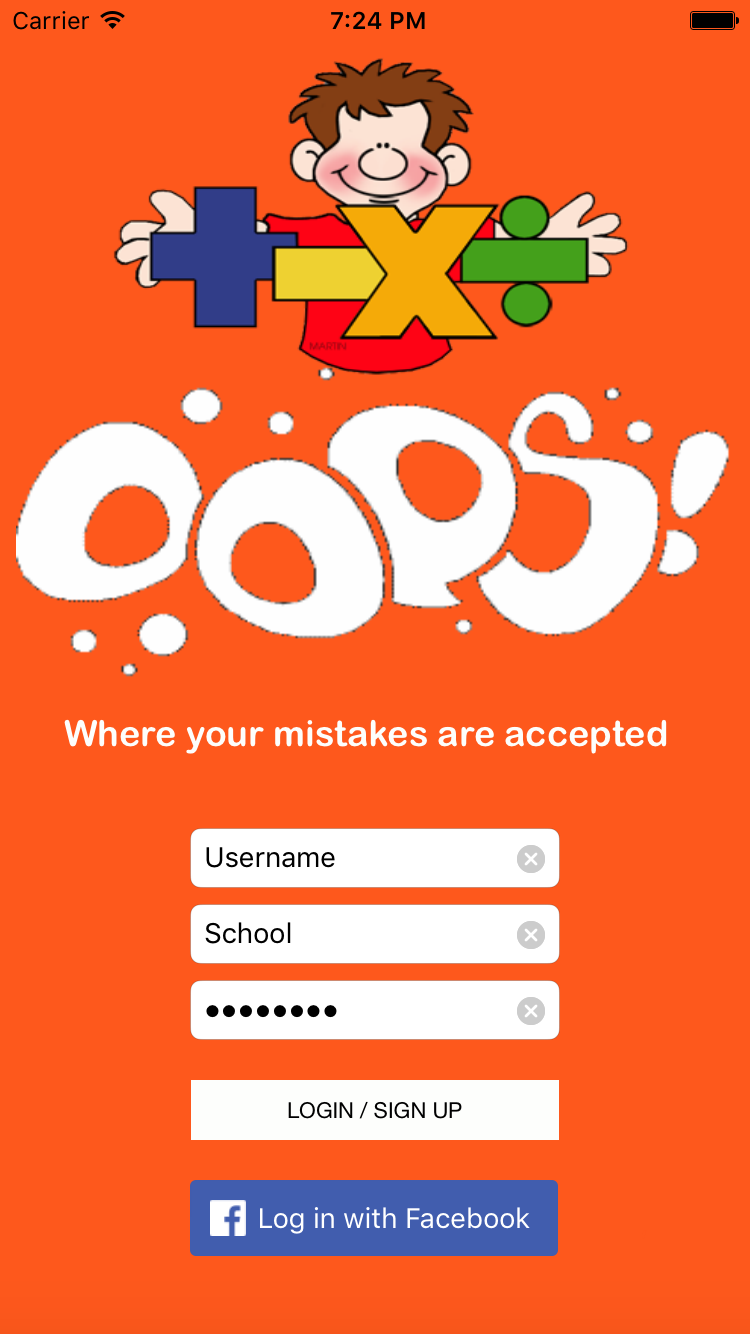 Carrier 7:24 PM
MARTIN
OOPS!
Where your mistakes are accepted
Username
School
••••••••
LOGIN / SIGN UP
Log in with Facebook